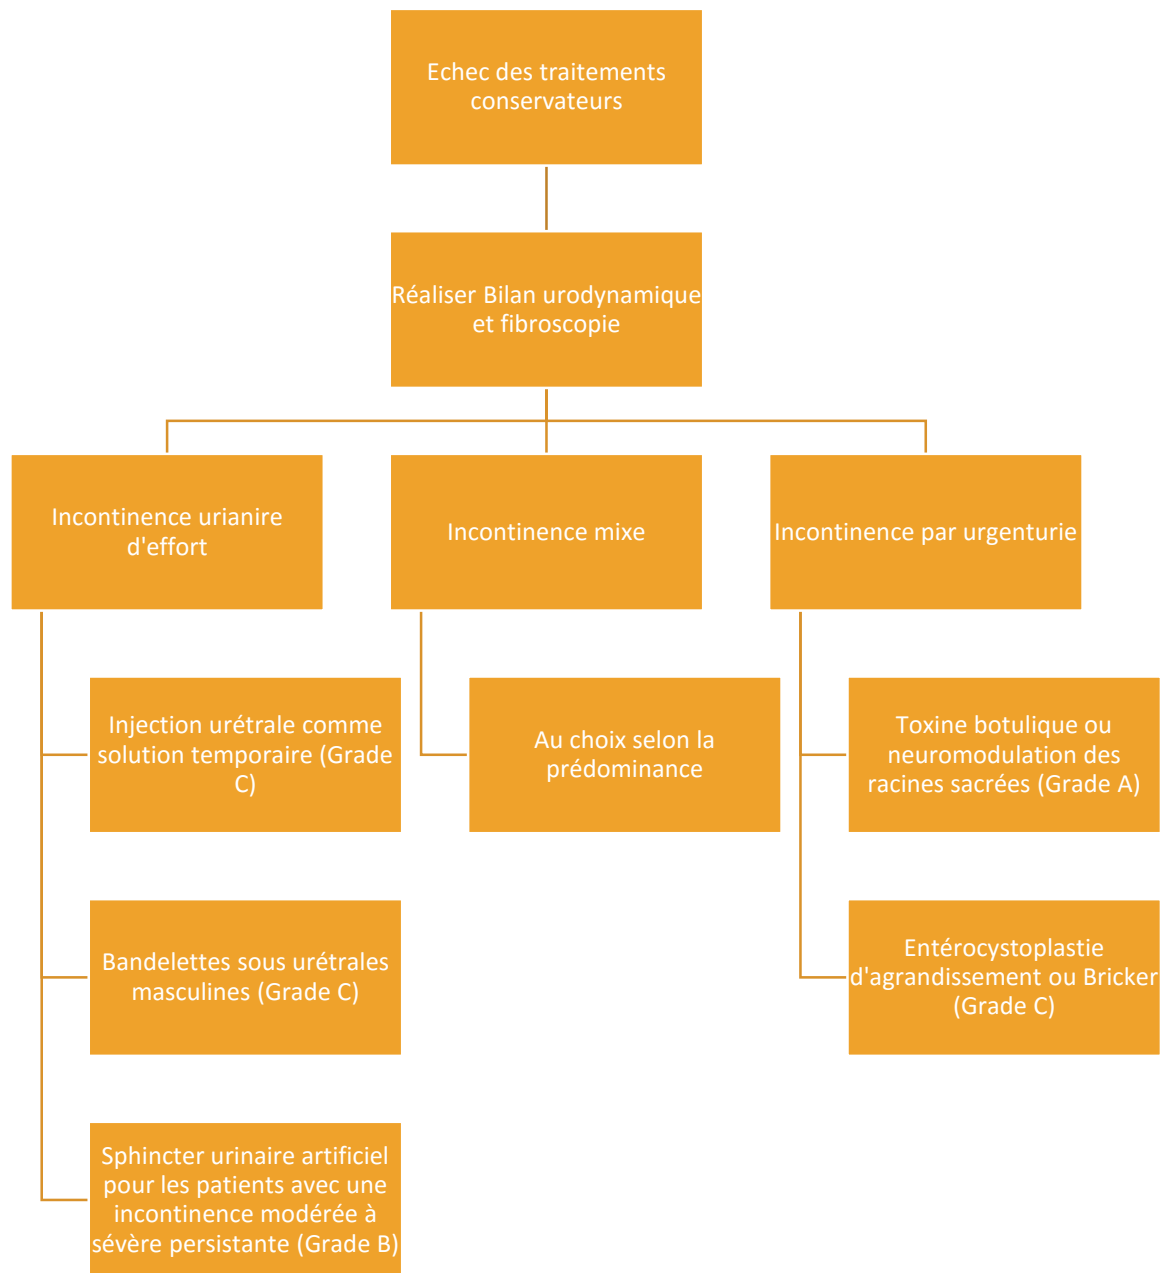 Echec des traitements
conservateurs
Réaliser Bilan urodynamique
et fibroscopie
Incontinence urianire
d'effort
Incontinence mixe
Incontinence par urgenturie
Injection urétrale comme
solution temporaire (Grade
C)
Au choix selon la
prédominance
Toxine botulique ou
neuromodulation des
racines sacrées (Grade A)
Bandelettes sous urétrales
masculines (Grade C)
Entérocystoplastie
d'agrandissement ou Bricker
(Grade C)
Sphincter urinaire artificiel
pour les patients avec une
incontinence modérée à
sévère persistante (Grade B)